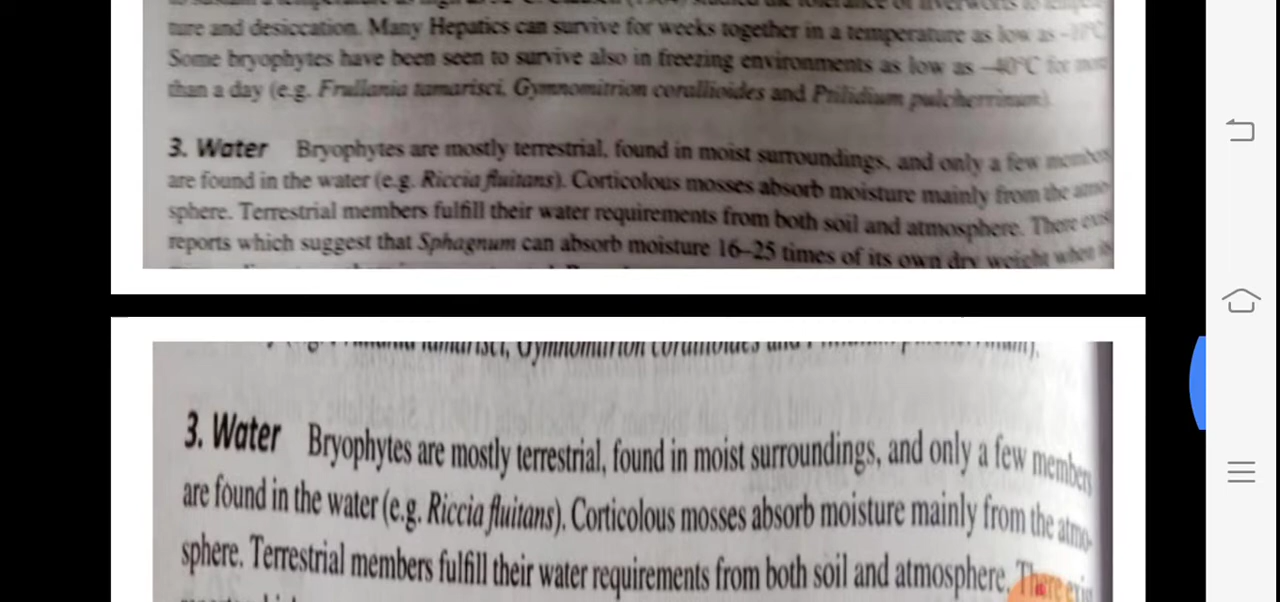 ture and desiccation. Many Hepatics can survive for weeks together in a temperature as low as
Some bryophytes have been seen to survive also in freezing environments as low as –40°C for more
than a day (e.g. Frullania tamarisci, Gymnomitrion corallioides and Ptilidium pulcherrimum).
3. Water Bryophytes are mostly terrestrial, found in moist surroundings, and only a few members
are found in the water (e.g. Riccia fluitans). Corticolous mosses absorb moisture mainly from the atmo-
sphere. Terrestrial members fulfill their water requirements from both soil and atmosphere. There exist
reports which suggest that Sphagnum can absorb moisture 16–25 times of its own dry weight when
3. Water Bryophytes are mostly terrestrial, found in moist surroundings, and only a few members
are found in the water (e.g. Riccia fluitans). Corticolous mosses absorb moisture mainly from the atmo-
sphere. Terrestrial members fulfill their water requirements from both soil and atmosphere. There exist